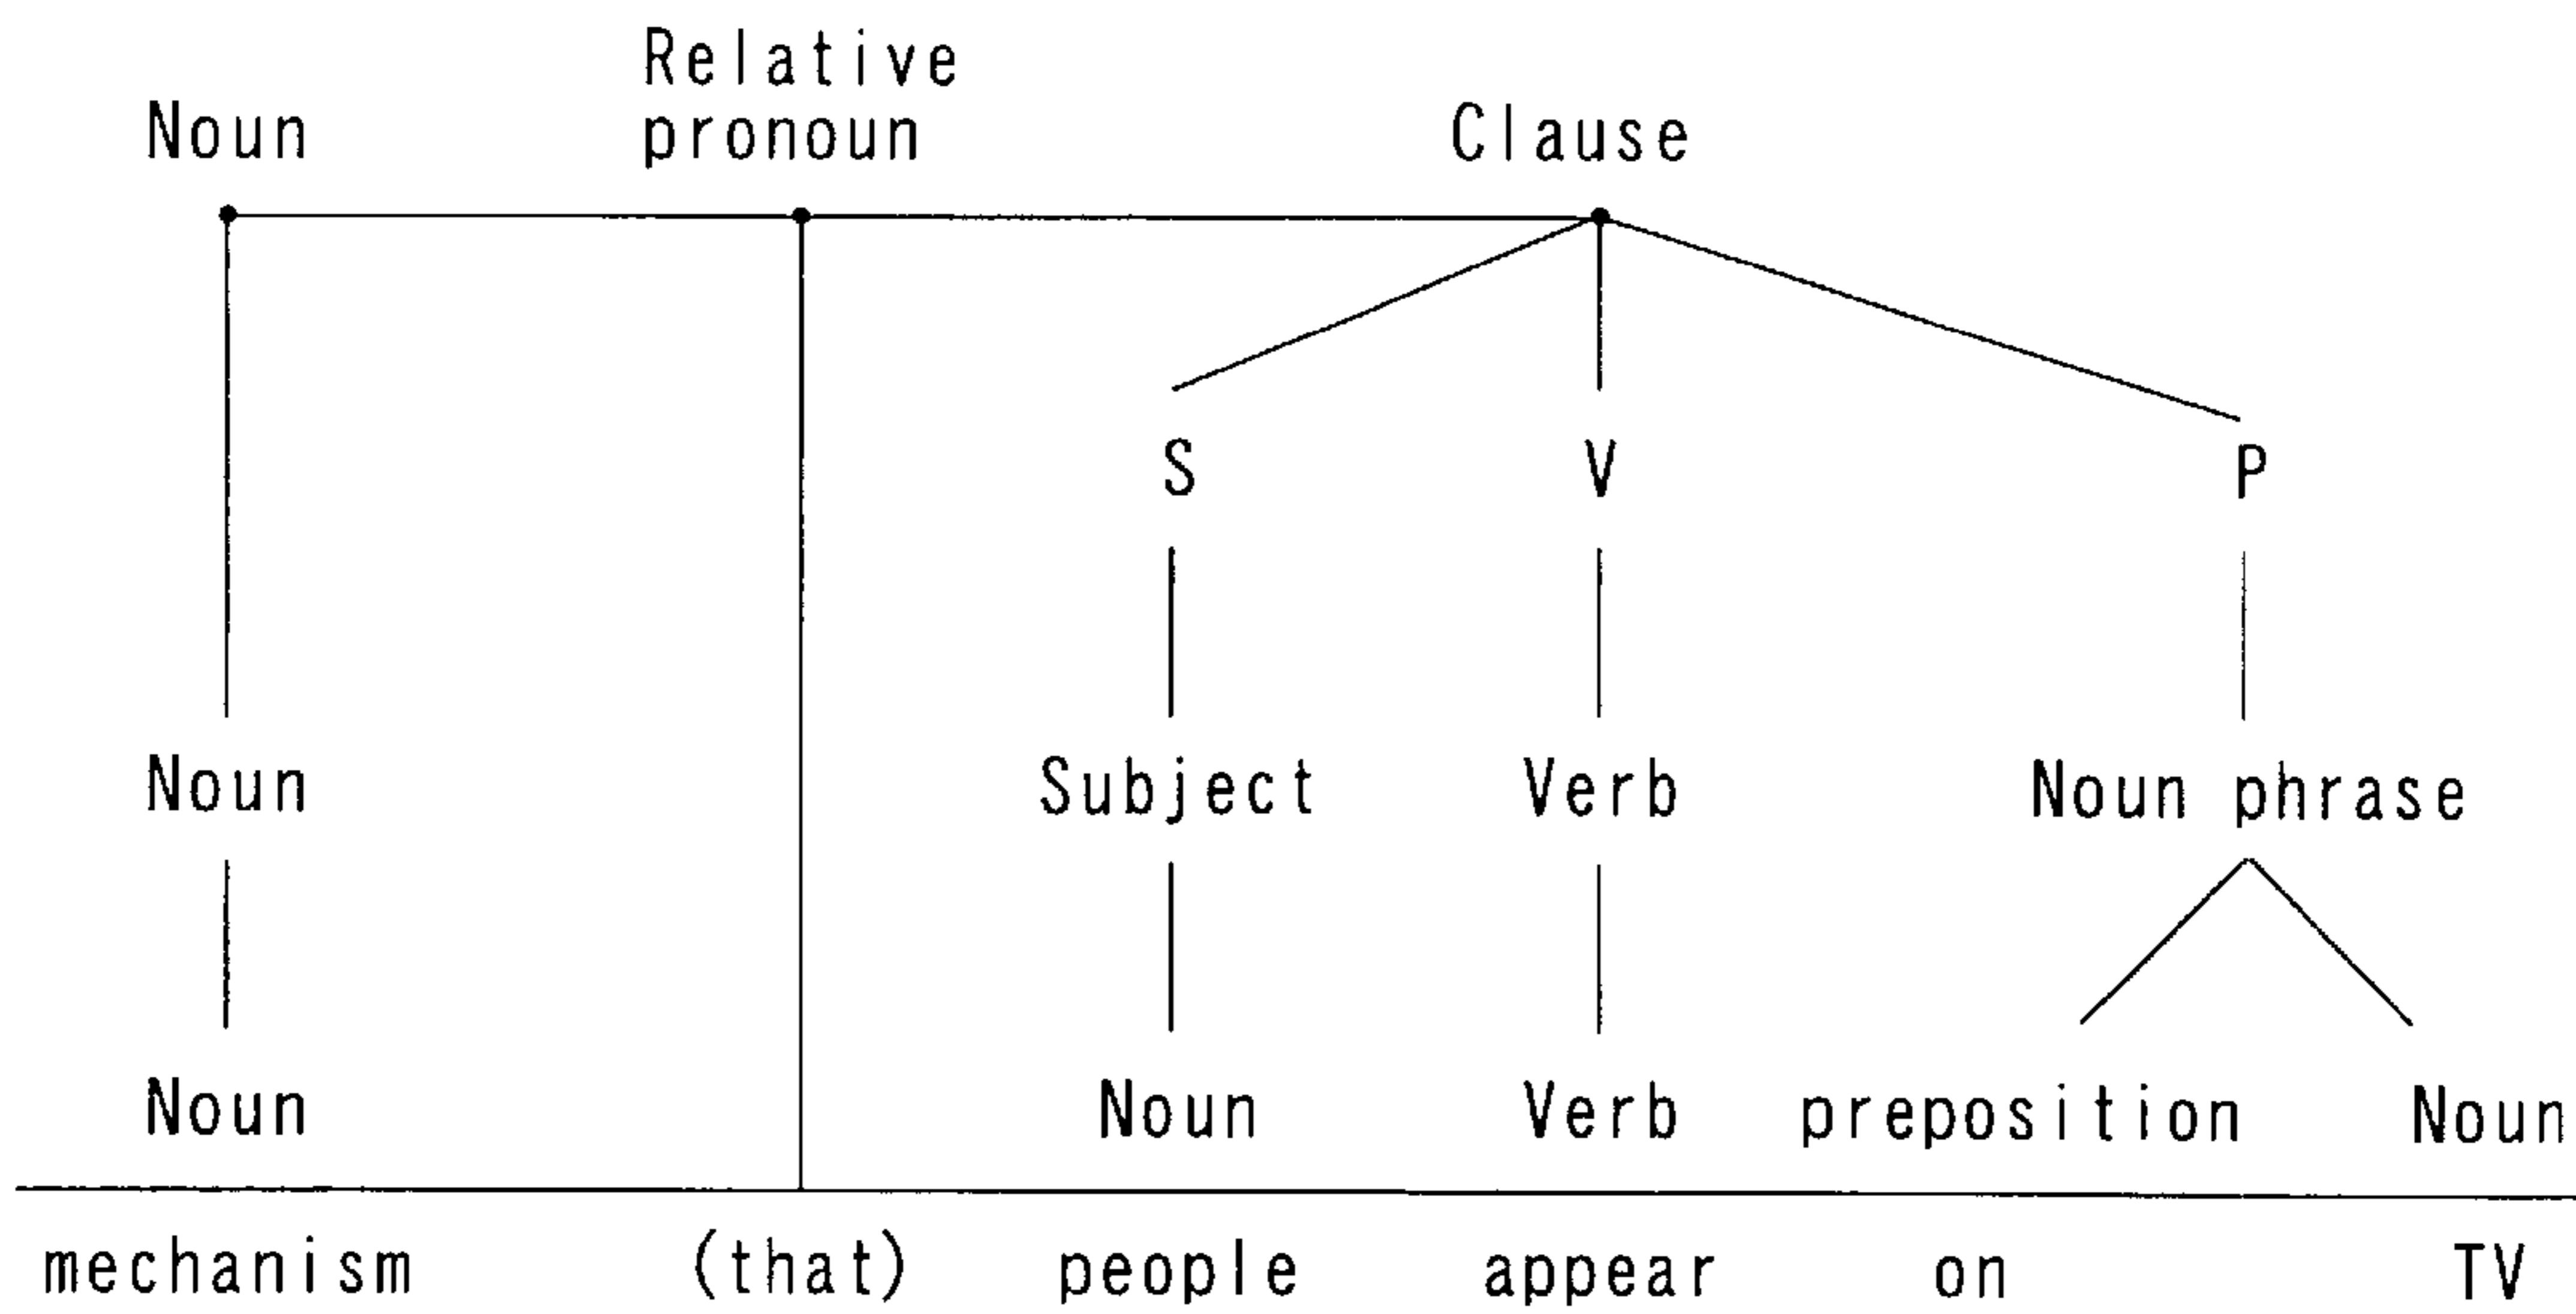 Relative
Noun pronoun Clause
S V P
Noun Subject Verb Noun phrase
Noun Noun Verb preposition Noun
mechanism (that) people appear on TV